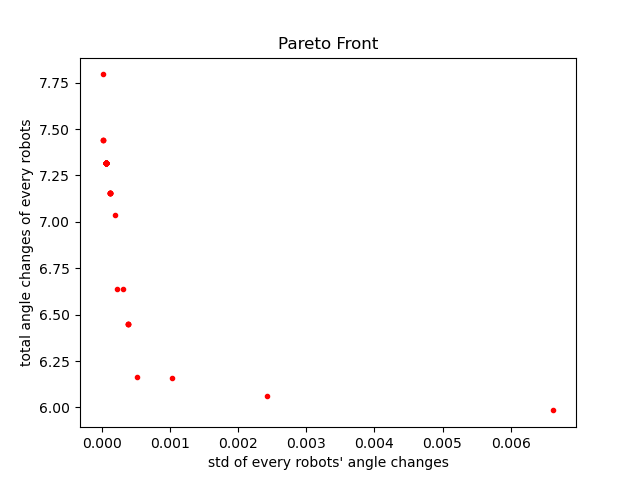 Pareto Front
total angle changes of every robots
7.75
7.50
7.25
7.00
6.75
6.50
6.25
6.00
0.000 0.001 0.002 0.003 0.004 0.005 0.006
std of every robots' angle changes